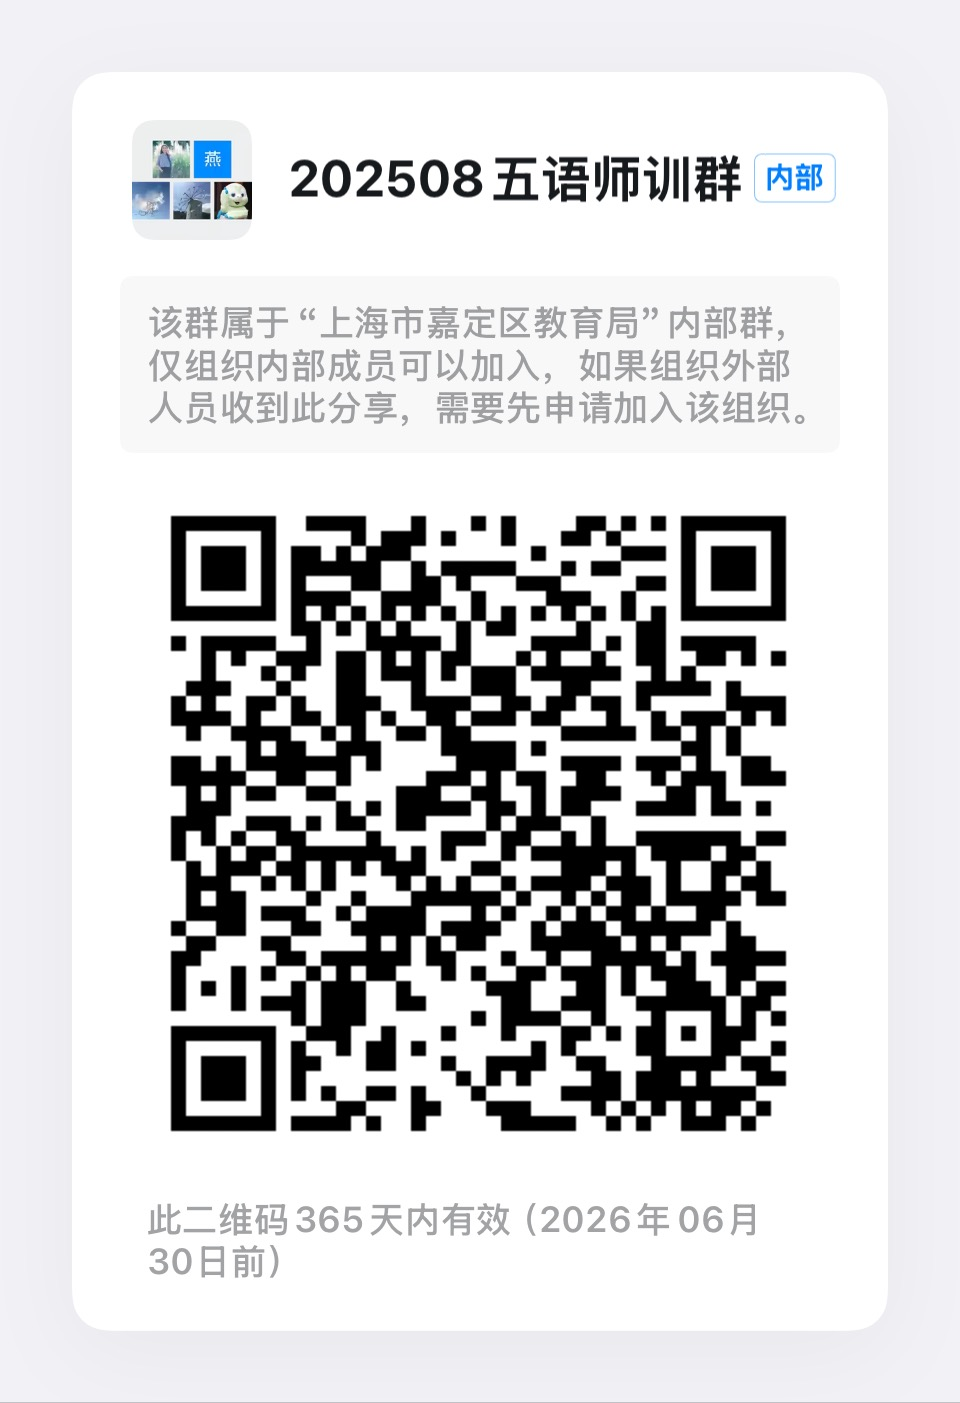 燕
202508五语师训群 内部
该群属于“上海市嘉定区教育局”内部群，
仅组织内部成员可以加入，如果组织外部
人员收到此分享，需要先申请加入该组织。
此二维码365天内有效（2026年06月
30日前）